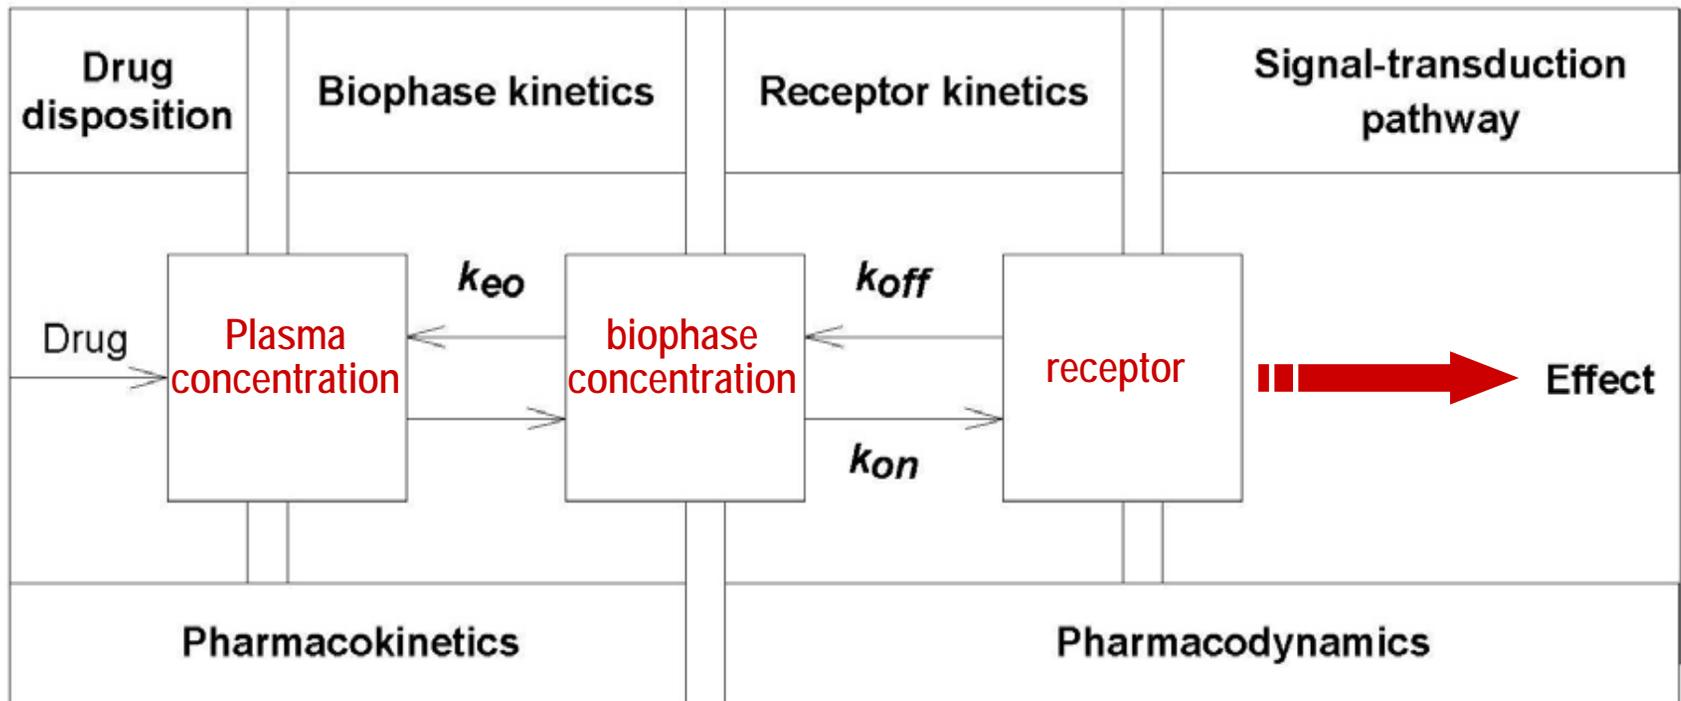 Drug
disposition
Biophase kinetics
Receptor kinetics
Signal-transduction
pathway
Drug
Plasma
concentration
keo
biophase
concentration
koff
kon
receptor
Effect
Pharmacokinetics
Pharmacodynamics